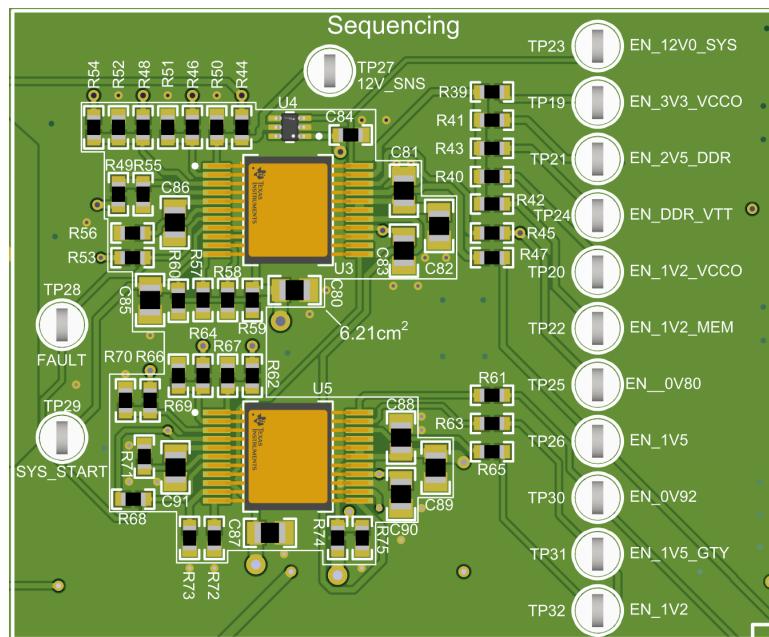 Sequencing
TP23
EN_12V0_SYS
TP27
12V_SNS
R54
R52
R48
R51
R46
R50
R44
U4
C84
R39
TP19
EN_3V3_VCCO
R41
R43
TP21
EN_2V5_DDR
R40
R49
R55
C86
TEXAS
INSTRUMENTS
C81
R42
TP24
EN_DDR_VTT
R56
R45
R53
R47
U3
C83
C82
TP20
EN_1V2_VCCO
R60
R57
R58
C80
TP28
C85
R59
6.21cm²
TP22
EN_1V2_MEM
FAULT
R64
R67
R70
R66
R62
R69
U5
R61
TP25
EN__0V80
TP29
C88
R63
TP26
EN_1V5
SYS_START
R71
TEXAS
INSTRUMENTS
R65
C91
C89
R68
C90
TP30
EN_0V92
C87
R74
R75
R73
R72
TP31
EN_1V5_GTY
TP32
EN_1V2